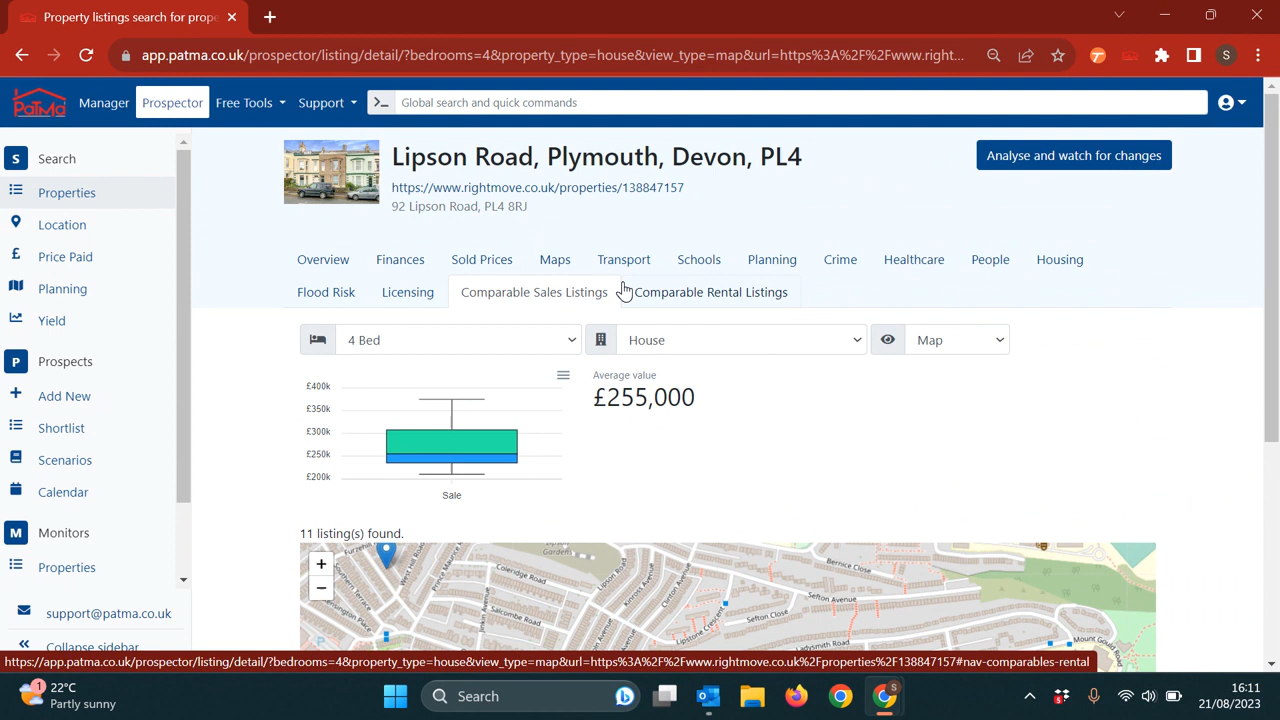 Property listings search for prope
app.patma.co.uk/prospector/listing/detail/?bedrooms=4&property_type=house&view_type=map&url=https%3A%2F%2Fwww.right...
S
PaTMa
Manager
Prospector
Free Tools
Support
Global search and quick commands
S Search
Properties
Location
Price Paid
Planning
Yield
P Prospects
Add New
Shortlist
Scenarios
Calendar
M Monitors
Properties
support@patma.co.uk
Collapse sidebar
Lipson Road, Plymouth, Devon, PL4
https://www.rightmove.co.uk/properties/138847157
92 Lipson Road, PL4 8RJ
Analyse and watch for changes
Overview Finances Sold Prices Maps Transport Schools Planning Crime Healthcare People Housing
Flood Risk Licensing Comparable Sales Listings Comparable Rental Listings
4 Bed
House
Map
£400k
£350k
£300k
£250k
£200k
Sale
Average value
£255,000
11 listing(s) found.
+
−
Coleridge Road
Salcombe Road
Lipstone Crescent
Sefton Avenue
Sefton Close
Bernice Close
Ladysmith Road
Mount Gould
https://app.patma.co.uk/prospector/listing/detail/?bedrooms=4&property_type=house&view_type=map&url=https%3A%2F%2Fwww.rightmove.co.uk%2Fproperties%2F138847157#nav-comparables-rental
1
22°C
Partly sunny
Search
S
5
16:11
21/08/2023